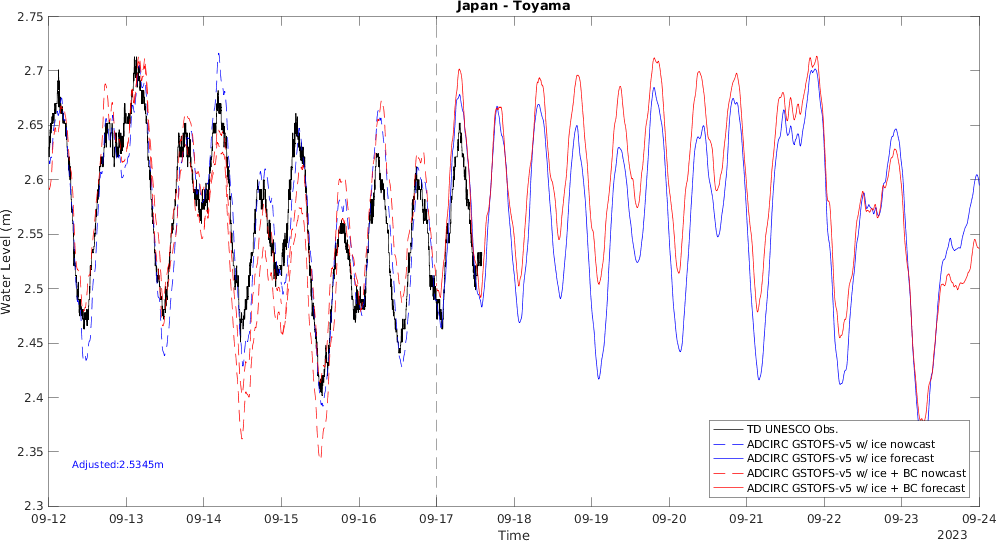 Japan - Toyama
2.75
2.7
2.65
2.6
2.55
2.5
2.45
2.4
2.35
2.3
Water Level (m)
Adjusted:2.5345m
TD UNESCO Obs.
ADCIRC GSTOFS-v5 w/ ice nowcast
ADCIRC GSTOFS-v5 w/ ice forecast
ADCIRC GSTOFS-v5 w/ ice + BC nowcast
ADCIRC GSTOFS-v5 w/ ice + BC forecast
09-12 09-13 09-14 09-15 09-16 09-17 09-18 09-19 09-20 09-21 09-22 09-23 09-24
Time
2023